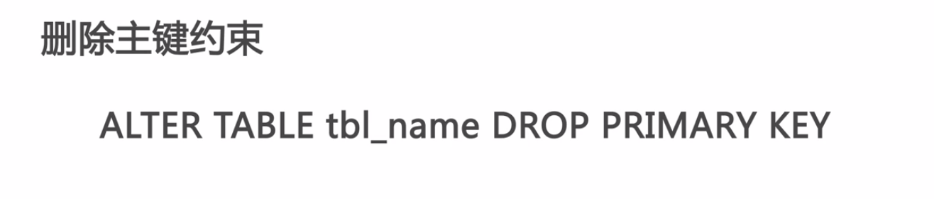 删除主键约束
ALTER TABLE tbl_name DROP PRIMARY KEY